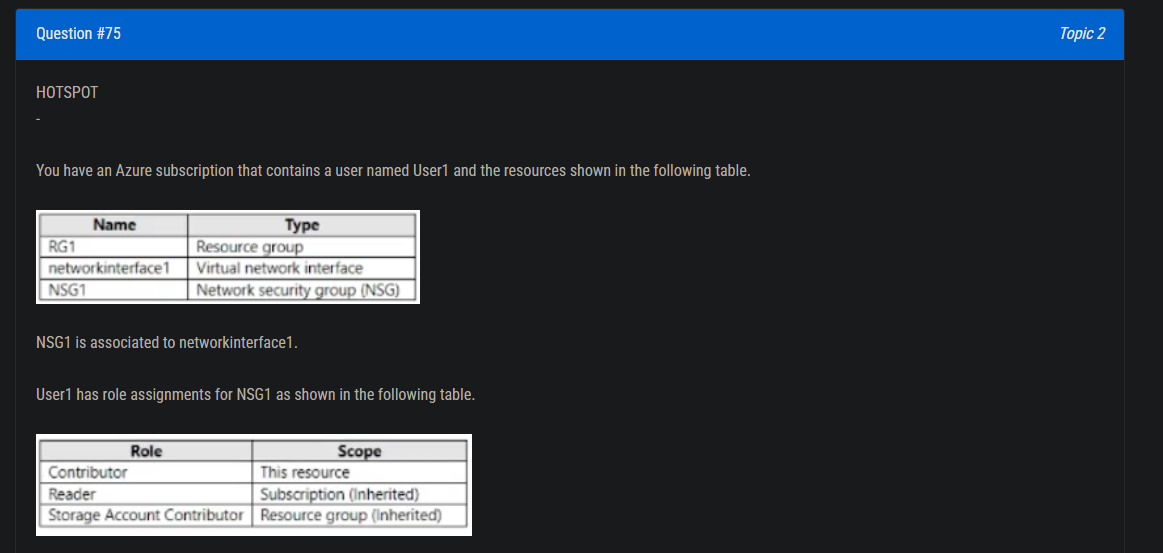 Question #75 Topic 2
HOTSPOT
-
You have an Azure subscription that contains a user named User1 and the resources shown in the following table.
Name Type
RG1 Resource group
networkinterface1 Virtual network interface
NSG1 Network security group (NSG)
NSG1 is associated to networkinterface1.
User1 has role assignments for NSG1 as shown in the following table.
Role Scope
Contributor This resource
Reader Subscription (Inherited)
Storage Account Contributor Resource group (Inherited)